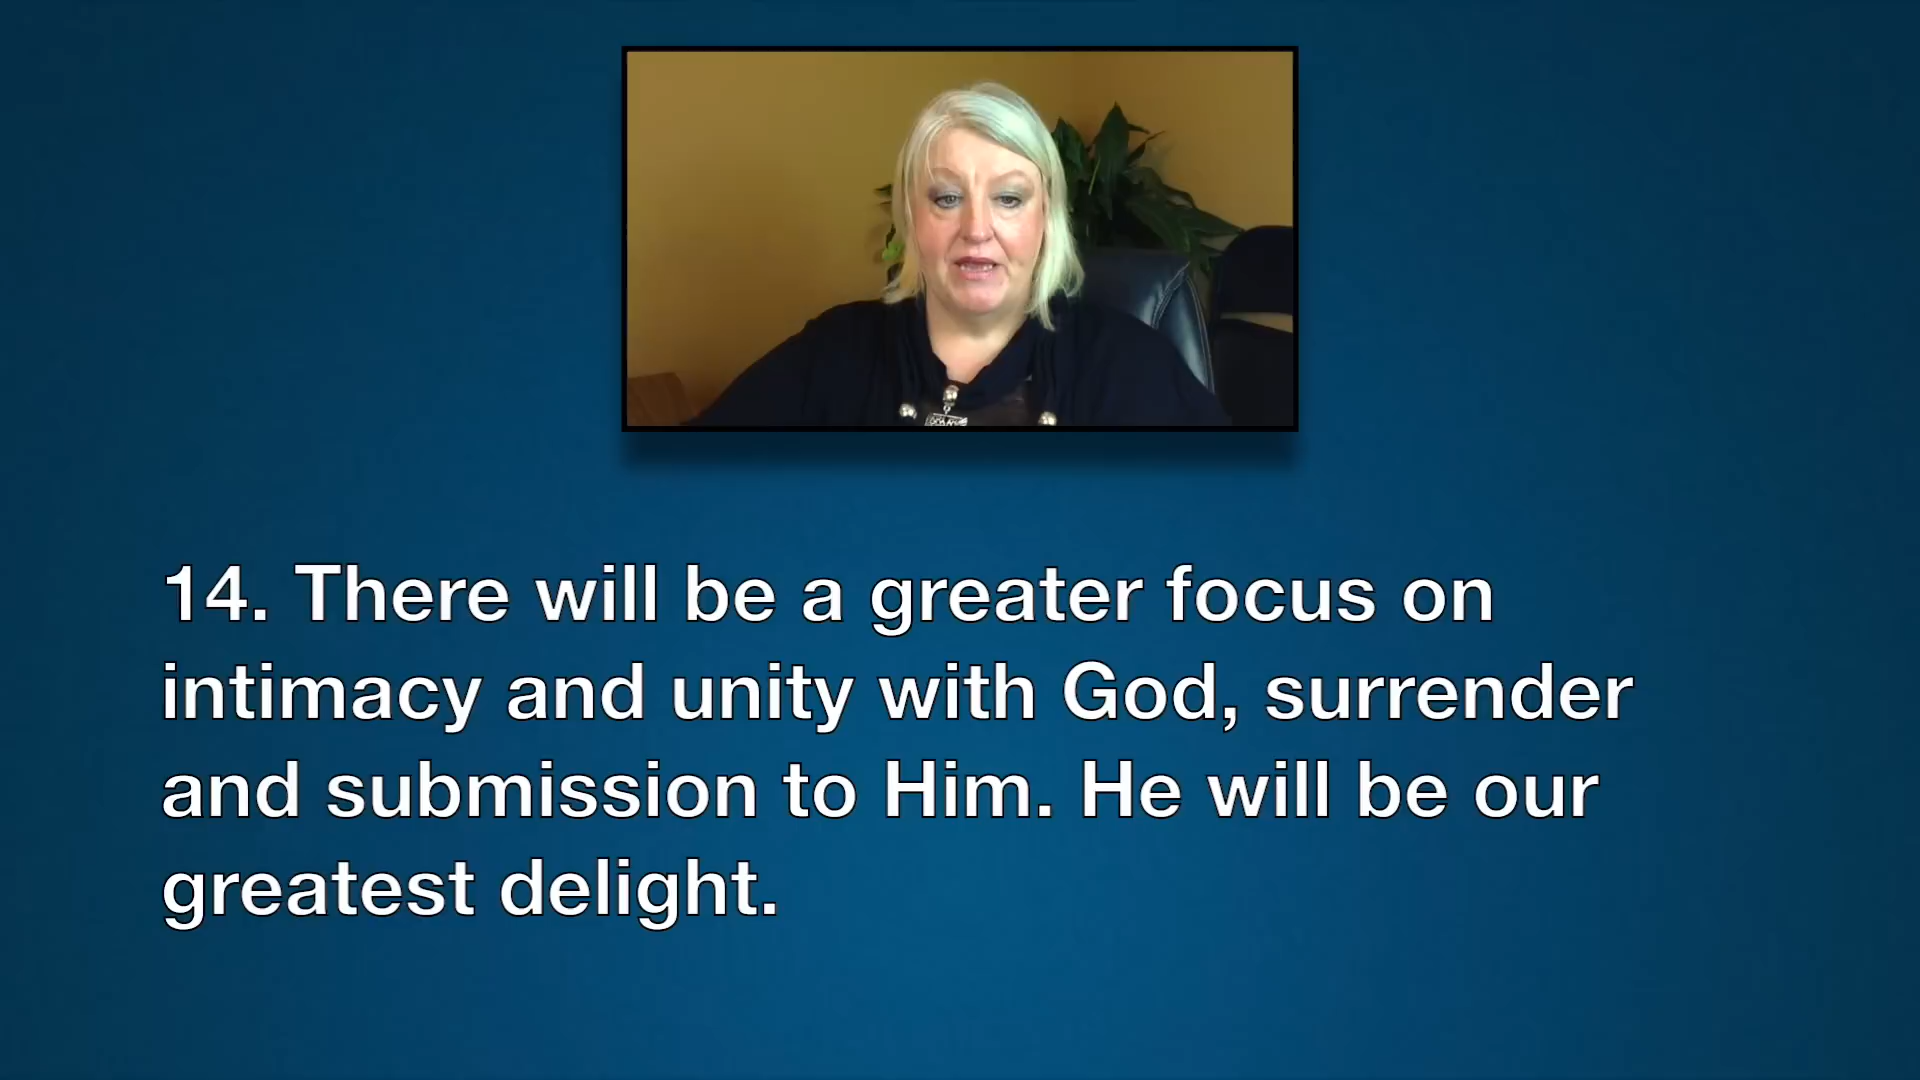 14. There will be a greater focus on
intimacy and unity with God, surrender
and submission to Him. He will be our
greatest delight.